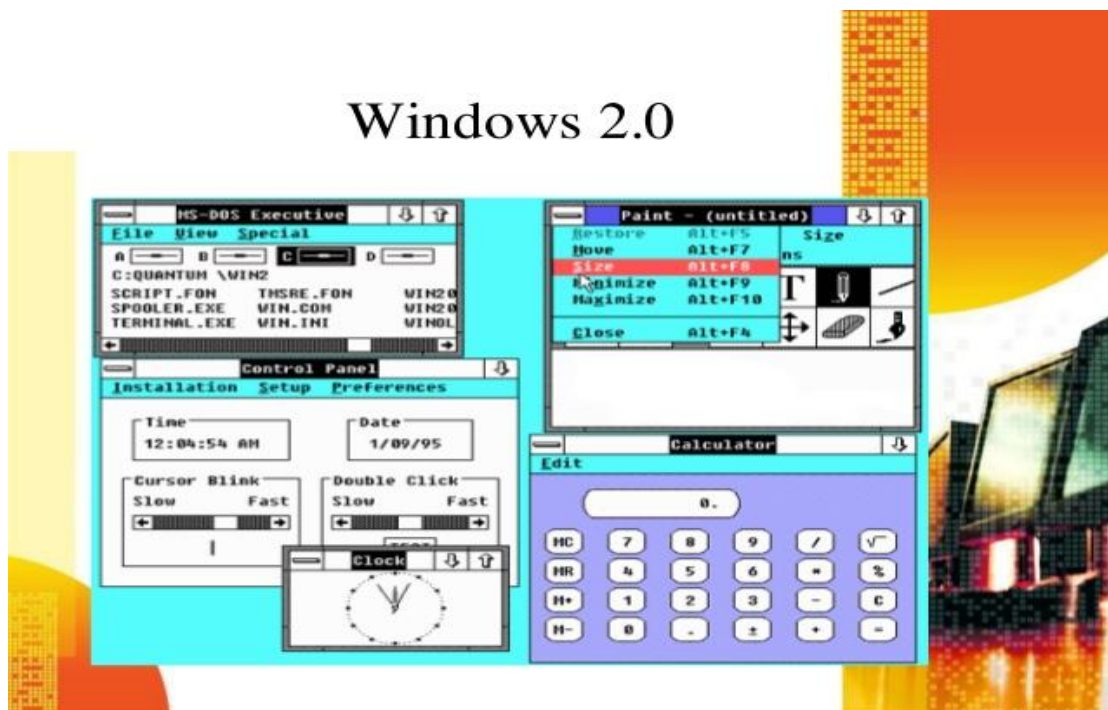 Windows 2.0
MS-DOS Executive
File View Special
A B C D
C:QUANTUM \WIN2
SCRIPT.FON TMSRE.FON WIN20
SPOOLER.EXE WIN.COM WIN20
TERMINAL.EXE WIN.INI WINOL
Control Panel
Installation Setup Preferences
Time
12:04:54 AM
Date
1/09/95
Cursor Blink
Slow Fast
Double Click
Slow Fast
Clock
Paint - (untitled)
Restore Alt+F5
Move Alt+F7
Size Alt+F8
Minimize Alt+F9
Maximize Alt+F10
Close Alt+F4
Size
ns
T
Calculator
Edit
0.
MC 7 8 9 / √
MR 4 5 6 * %
M+ 1 2 3 - C
M- 0 . ± + =